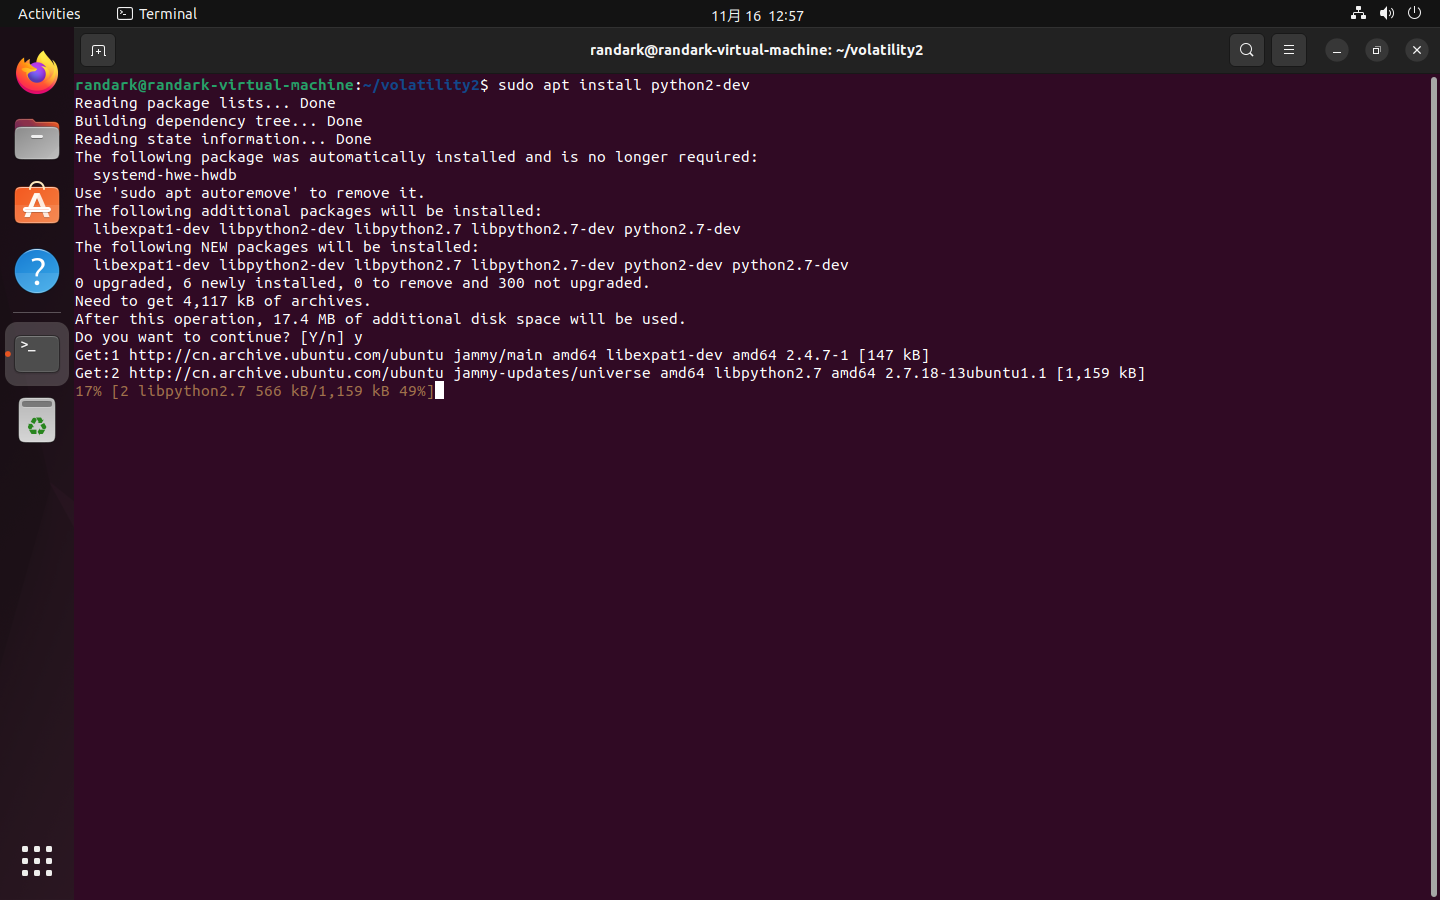 Activities
Terminal
11月 16 12:57
randark@randark-virtual-machine: ~/volatility2
randark@randark-virtual-machine:~/volatility2$ sudo apt install python2-dev
Reading package lists... Done
Building dependency tree... Done
Reading state information... Done
The following package was automatically installed and is no longer required:
  systemd-hwe-hwdb
Use 'sudo apt autoremove' to remove it.
The following additional packages will be installed:
  libexpat1-dev libpython2-dev libpython2.7 libpython2.7-dev python2.7-dev
The following NEW packages will be installed:
  libexpat1-dev libpython2-dev libpython2.7 libpython2.7-dev python2-dev python2.7-dev
0 upgraded, 6 newly installed, 0 to remove and 300 not upgraded.
Need to get 4,117 kB of archives.
After this operation, 17.4 MB of additional disk space will be used.
Do you want to continue? [Y/n] y
Get:1 http://cn.archive.ubuntu.com/ubuntu jammy/main amd64 libexpat1-dev amd64 2.4.7-1 [147 kB]
Get:2 http://cn.archive.ubuntu.com/ubuntu jammy-updates/universe amd64 libpython2.7 amd64 2.7.18-13ubuntu1.1 [1,159 kB]
17% [2 libpython2.7 566 kB/1,159 kB 49%]